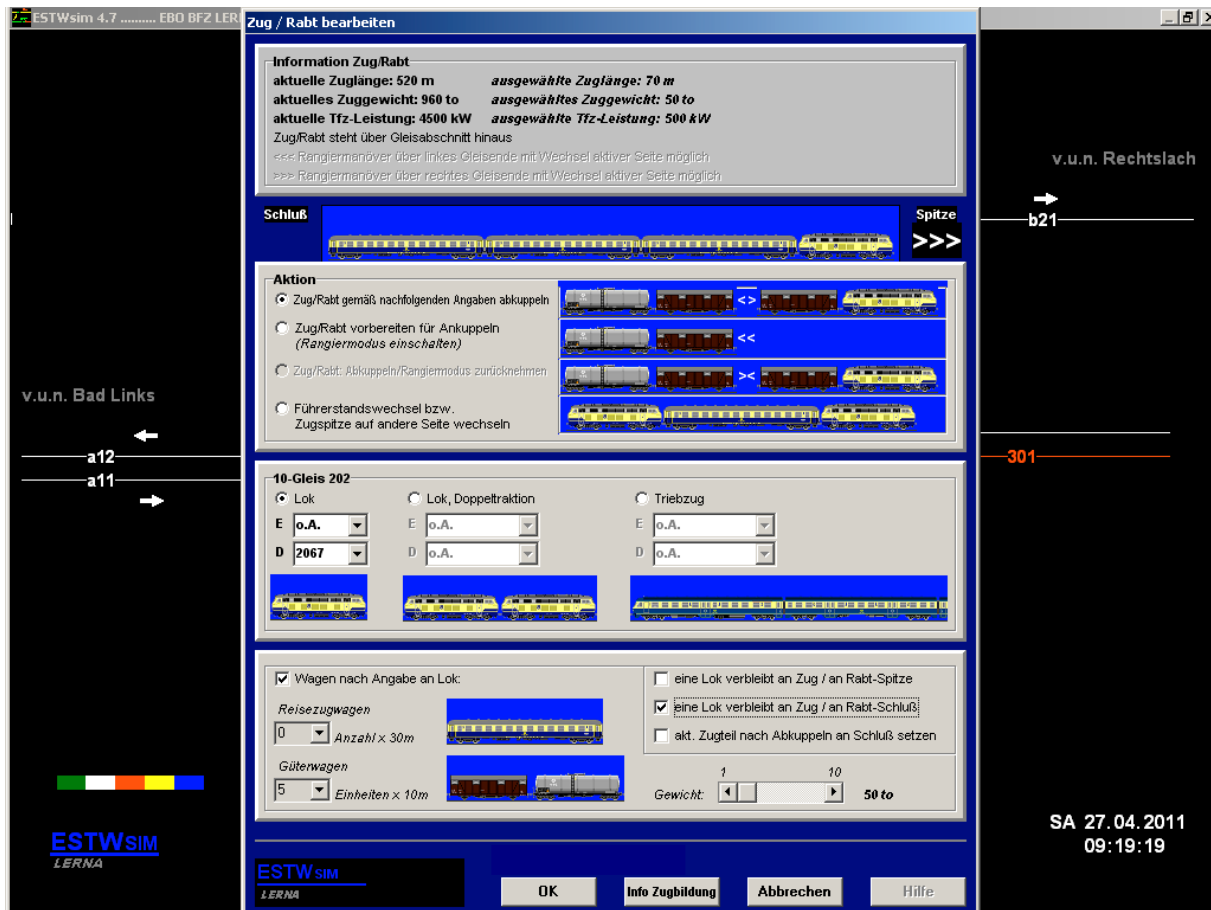 ESTWsim 4.7 .......... EBO BFZ LER
Zug / Rabt bearbeiten
Information Zug/Rabt
aktuelle Zuglänge: 520 m ausgewählte Zuglänge: 70 m
aktuelles Zuggewicht: 960 to ausgewähltes Zuggewicht: 50 to
aktuelle Tfz-Leistung: 4500 kW ausgewählte Tfz-Leistung: 500 kW
Zug/Rabt steht über Gleisabschnitt hinaus
<<< Rangiermanöver über linkes Gleisende mit Wechsel aktiver Seite möglich
>>> Rangiermanöver über rechtes Gleisende mit Wechsel aktiver Seite möglich
v.u.n. Rechtslach
b21
Schluß
Spitze
>>>
Aktion
Zug/Rabt gemäß nachfolgenden Angaben abkuppeln
<>
Zug/Rabt vorbereiten für Ankuppeln
(Rangiermodus einschalten)
<<
Zug/Rabt: Abkuppeln/Rangiermodus zurücknehmen
><
Führerstandswechsel bzw.
Zugspitze auf andere Seite wechseln
v.u.n. Bad Links
a12
a11
301
10-Gleis 202
Lok Lok, Doppeltraktion Triebzug
E o.A. E o.A. E o.A.
D 2067 D o.A. D o.A.
Wagen nach Angabe an Lok:
Reisezugwagen
0 Anzahl x 30m
Güterwagen
5 Einheiten x 10m
eine Lok verbleibt an Zug / an Rabt-Spitze
eine Lok verbleibt an Zug / an Rabt-Schluß
akt. Zugteil nach Abkuppeln an Schluß setzen
1 10
Gewicht: 50 to
SA 27.04.2011
09:19:19
ESTWSIM
LERNA
ESTWSIM
LERNA
OK Info Zugbildung Abbrechen Hilfe